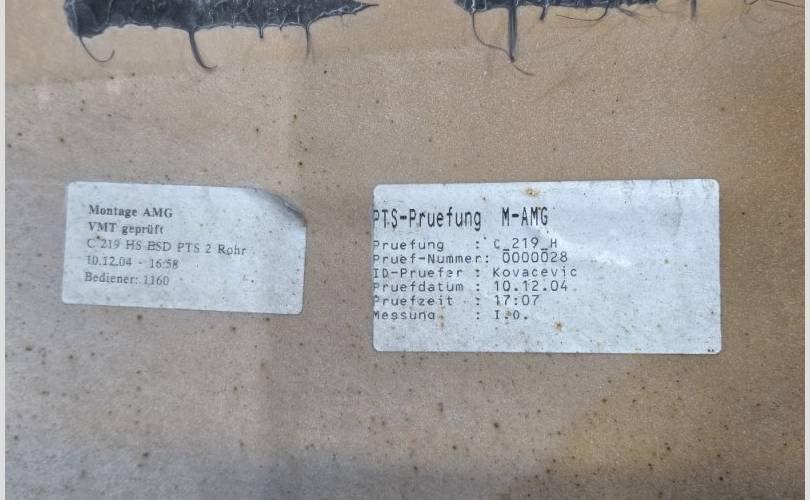 Montage AMG
VMT geprüft
C 219 HS ESD PTS 2 Rohr
10.12.04 - 16:58
Bediener: 1160
PTS-Pruefung M-AMG
Pruefung : C_219_H
Pruef-Nummer: 0000028
ID-Pruefer : Kovacevic
Pruefdatum : 10.12.04
Pruefzeit : 17:07
Messung : I.O.